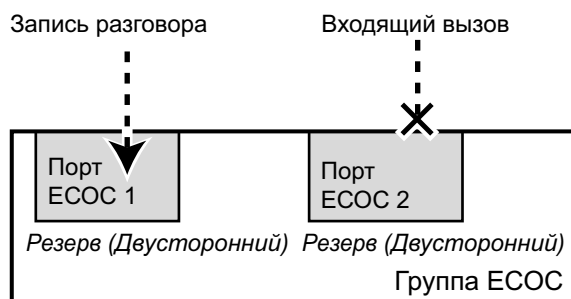 Запись разговора
Входящий вызов
Порт
ЕСОС 1
Порт
ЕСОС 2
Резерв (Двусторонний)
Резерв (Двусторонний)
Группа ЕСОС